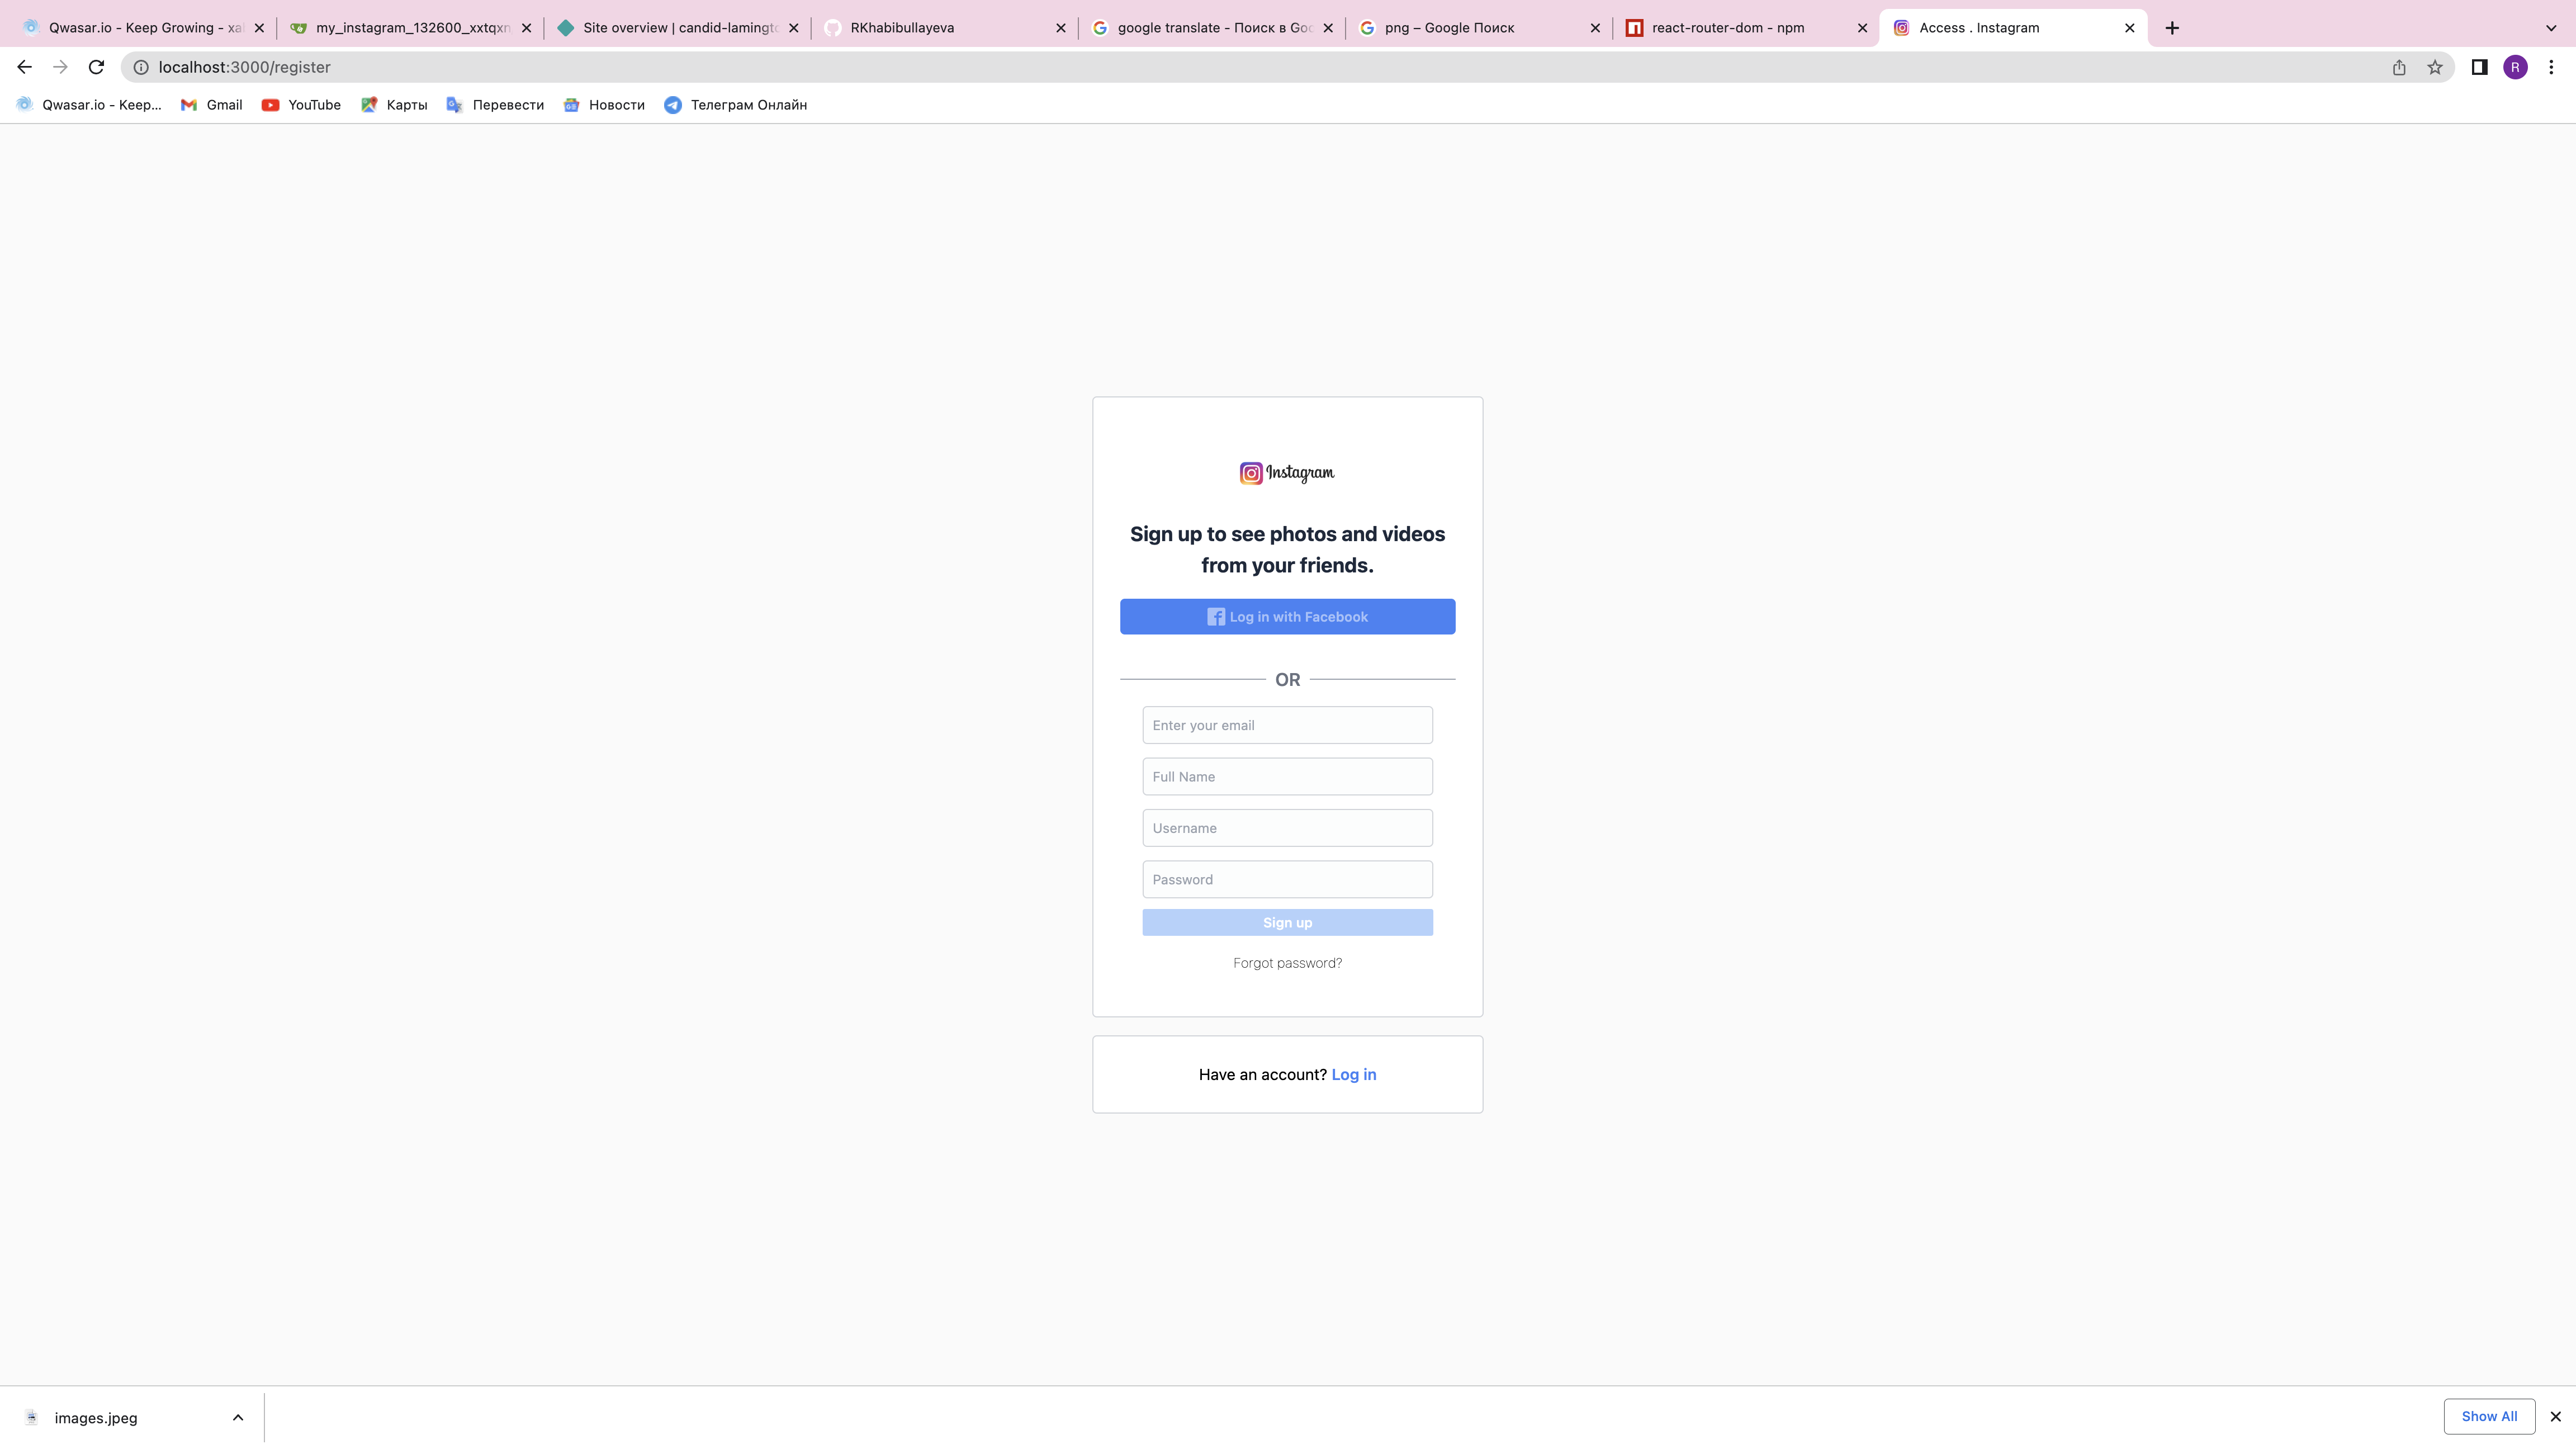 Qwasar.io - Keep Growing - xal
my_instagram_132600_xxtqxn
Site overview | candid-lamingto
RKhabibullayeva
google translate - Поиск в Goo
png – Google Поиск
react-router-dom - npm
Access . Instagram
localhost:3000/register
R
Qwasar.io - Keep...
Gmail
YouTube
Карты
Перевести
Новости
Телеграм Онлайн
Instagram
Sign up to see photos and videos
from your friends.
Log in with Facebook
OR
Enter your email
Full Name
Username
Password
Sign up
Forgot password?
Have an account? Log in
images.jpeg
Show All